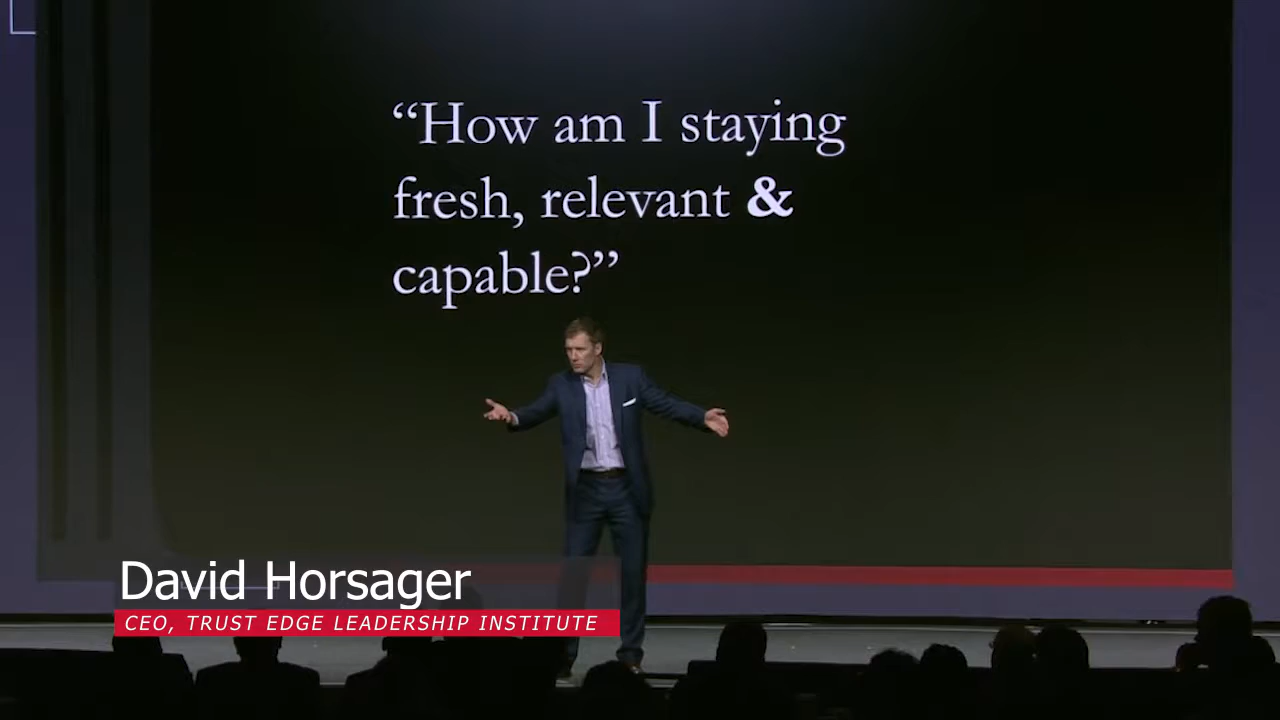 “How am I staying
fresh, relevant &
capable?”
David Horsager
CEO, TRUST EDGE LEADERSHIP INSTITUTE